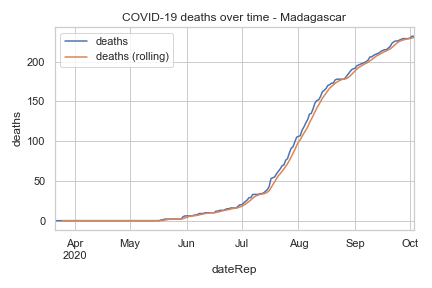 COVID-19 deaths over time - Madagascar
deaths
deaths (rolling)
deaths
200
150
100
50
0
Apr May Jun Jul Aug Sep Oct
2020
dateRep